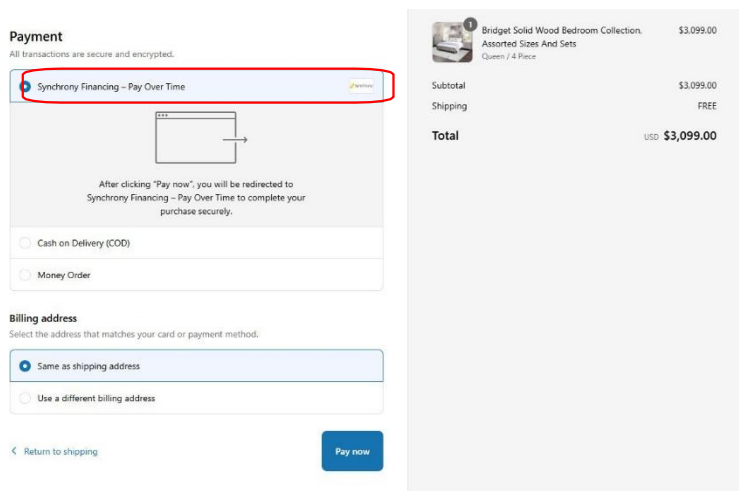 Payment
All transactions are secure and encrypted.
Synchrony Financing – Pay Over Time
synchrony
After clicking "Pay now", you will be redirected to
Synchrony Financing – Pay Over Time to complete your
purchase securely.
Cash on Delivery (COD)
Money Order
Billing address
Select the address that matches your card or payment method.
Same as shipping address
Use a different billing address
Return to shipping
Pay now
1
Bridget Solid Wood Bedroom Collection, $3,099.00
Assorted Sizes And Sets
Queen / 4 Piece
Subtotal $3,099.00
Shipping FREE
Total USD $3,099.00